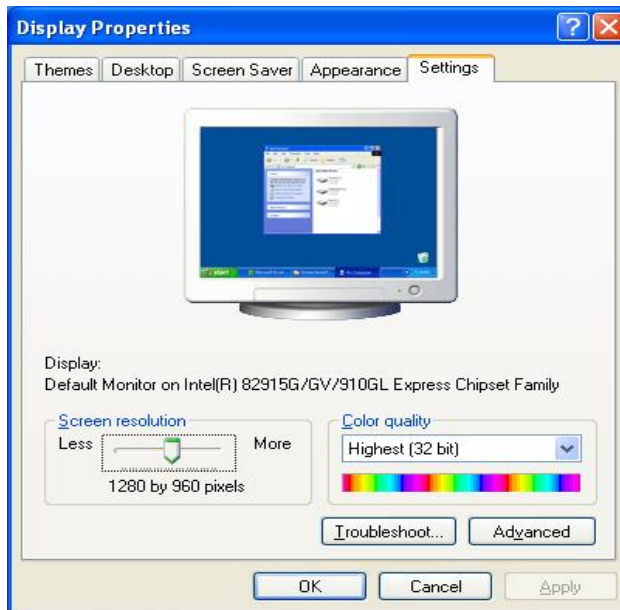 Display Properties
Themes Desktop Screen Saver Appearance Settings
Display:
Default Monitor on Intel(R) 82915G/GV/910GL Express Chipset Family
Screen resolution
Less More
1280 by 960 pixels
Color quality
Highest (32 bit)
Troubleshoot... Advanced
OK Cancel Apply